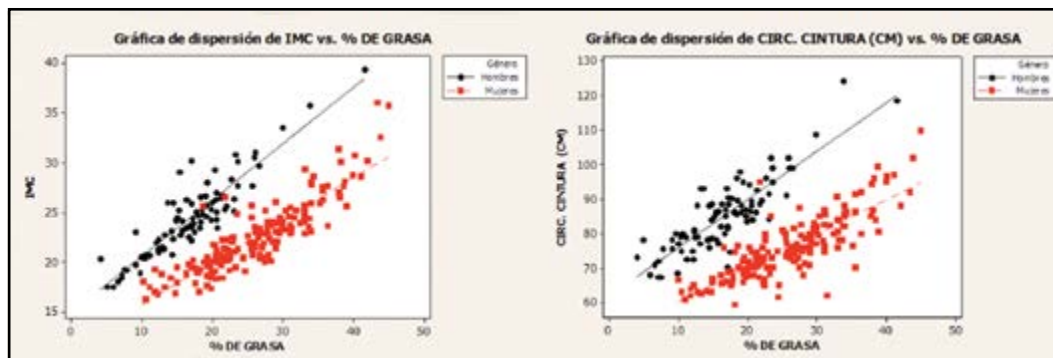 Gráfica de dispersión de IMC vs. % DE GRASA
40
35
30
25
20
15
IMC
0
10
20
30
40
50
% DE GRASA
Género
Hombres
Mujeres
Gráfica de dispersión de CIRC. CINTURA (CM) vs. % DE GRASA
130
120
110
100
90
80
70
60
CIRC. CINTURA (CM)
0
10
20
30
40
50
% DE GRASA
Género
Hombres
Mujeres